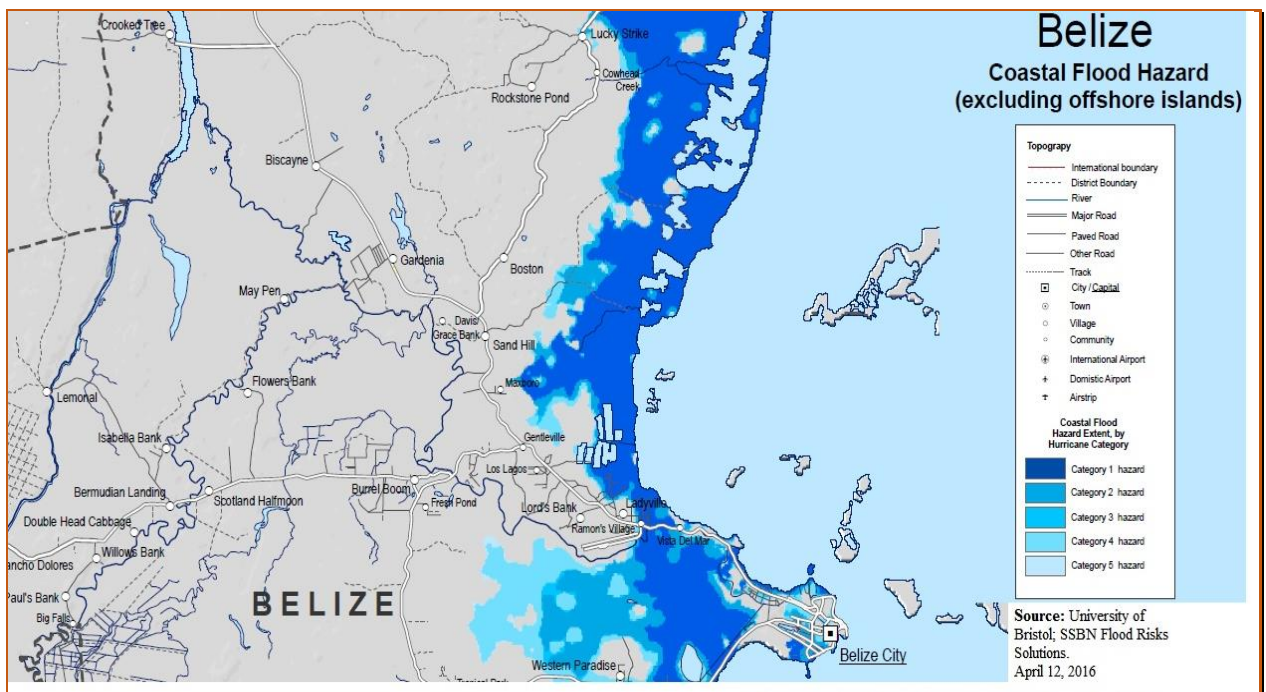 Belize
Coastal Flood Hazard
(excluding offshore islands)
Topograpy
International boundary
District Boundary
River
Major Road
Paved Road
Other Road
Track
City / Capital
Town
Village
Community
International Airport
Domistic Airport
Airstrip
Coastal Flood
Hazard Extent, by
Hurricane Category
Category 1 hazard
Category 2 hazard
Category 3 hazard
Category 4 hazard
Category 5 hazard
Source: University of
Bristol; SSBN Flood Risks
Solutions.
April 12, 2016
Crooked Tree
Lucky Strike
Cowhead
Creek
Rockstone Pond
Biscayne
Gardenia
Boston
May Pen
Davis/
Grace Bank
Sand Hill
Flowers Bank
Maxboro
Lemonal
Isabella Bank
Gentleville
Los Lagos
Bermudian Landing
Scotland Halfmoon
Burrel Boom
Fresh Pond
Lord's Bank
Ladyville
Ramon's Village
Vista Del Mar
Double Head Cabbage
Willows Bank
ancho Dolores
Paul's Bank
Big Falls
BELIZE
Belize City
Western Paradise